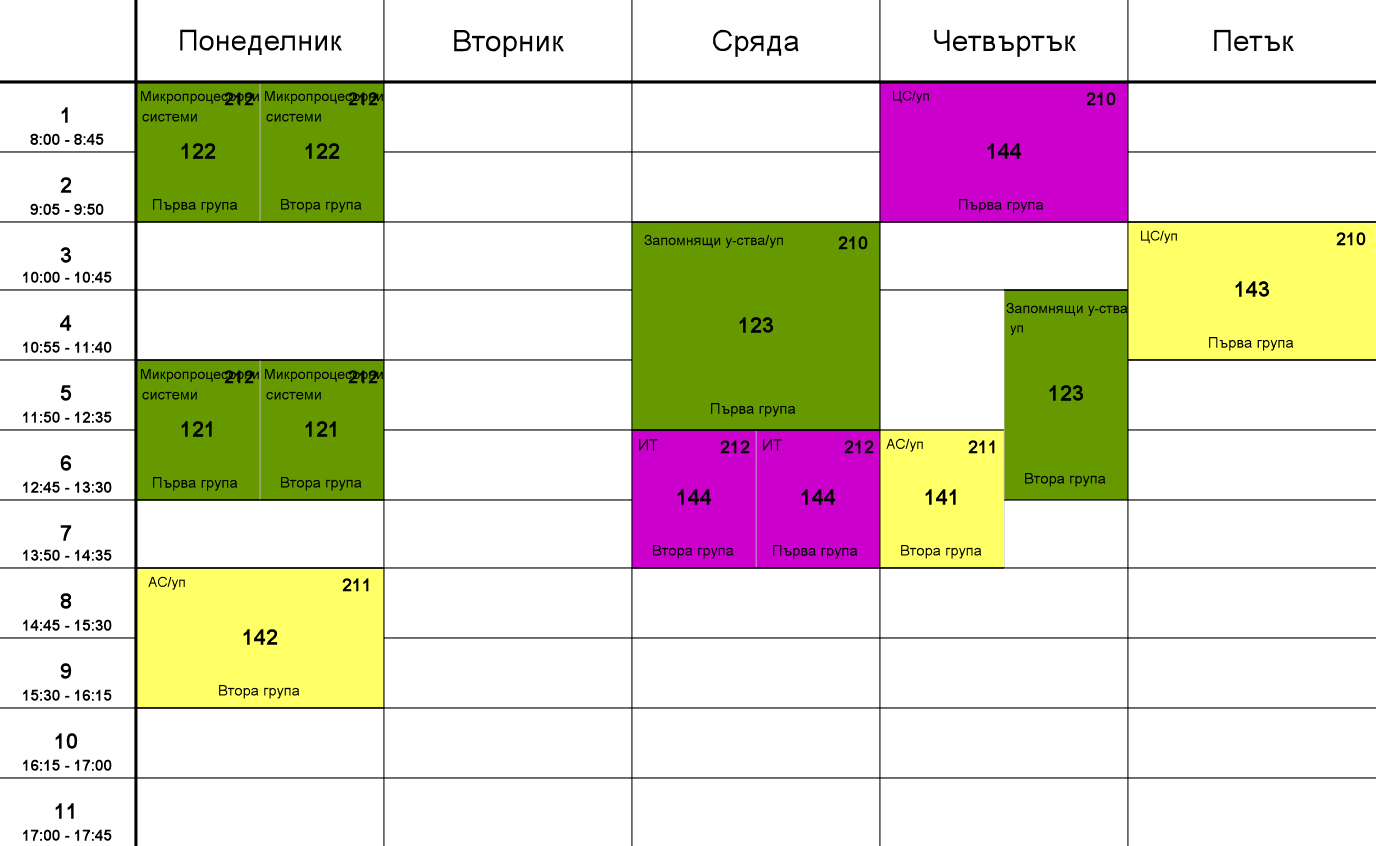 Понеделник
Вторник
Сряда
Четвъртък
Петък
1
8:00 - 8:45
Микропроцесорни
системи
212
122
Първа група
Микропроцесорни
системи
212
122
Втора група
ЦС/уп
210
144
Първа група
2
9:05 - 9:50
3
10:00 - 10:45
Запомнящи у-ства/уп
210
123
Първа група
ЦС/уп
210
143
Първа група
4
10:55 - 11:40
Запомнящи у-ства
уп
123
Втора група
5
11:50 - 12:35
Микропроцесорни
системи
212
121
Първа група
Микропроцесорни
системи
212
121
Втора група
6
12:45 - 13:30
ИТ
212
144
Втора група
ИТ
212
144
Първа група
АС/уп
211
141
Втора група
7
13:50 - 14:35
8
14:45 - 15:30
АС/уп
211
142
Втора група
9
15:30 - 16:15
10
16:15 - 17:00
11
17:00 - 17:45